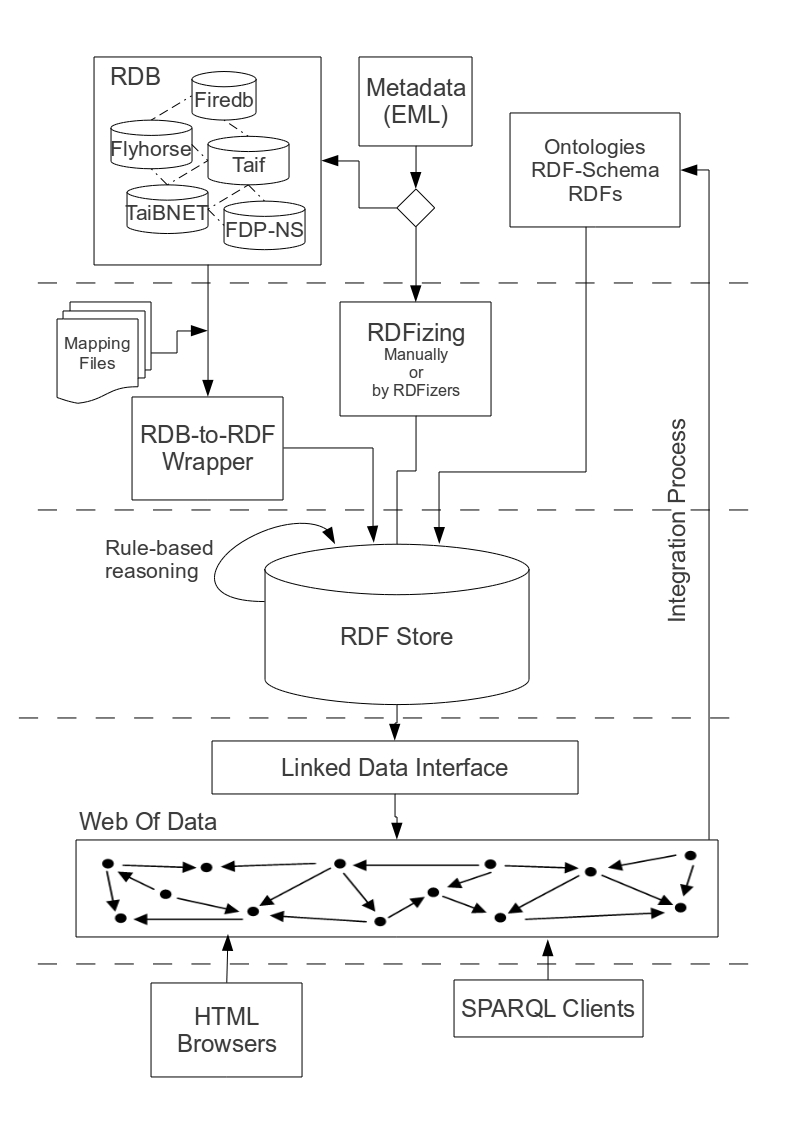 RDB
Firedb
Flyhorse
Taif
TaiBNET
FDP-NS
Metadada
(EML)
Ontologies
RDF-Schema
RDFs
Mapping
Files
RDFizing
Manually
or
by RDFizers
RDB-to-RDF
Wrapper
Integration Process
Rule-based
reasoning
RDF Store
Linked Data Interface
Web Of Data
HTML
Browsers
SPARQL Clients